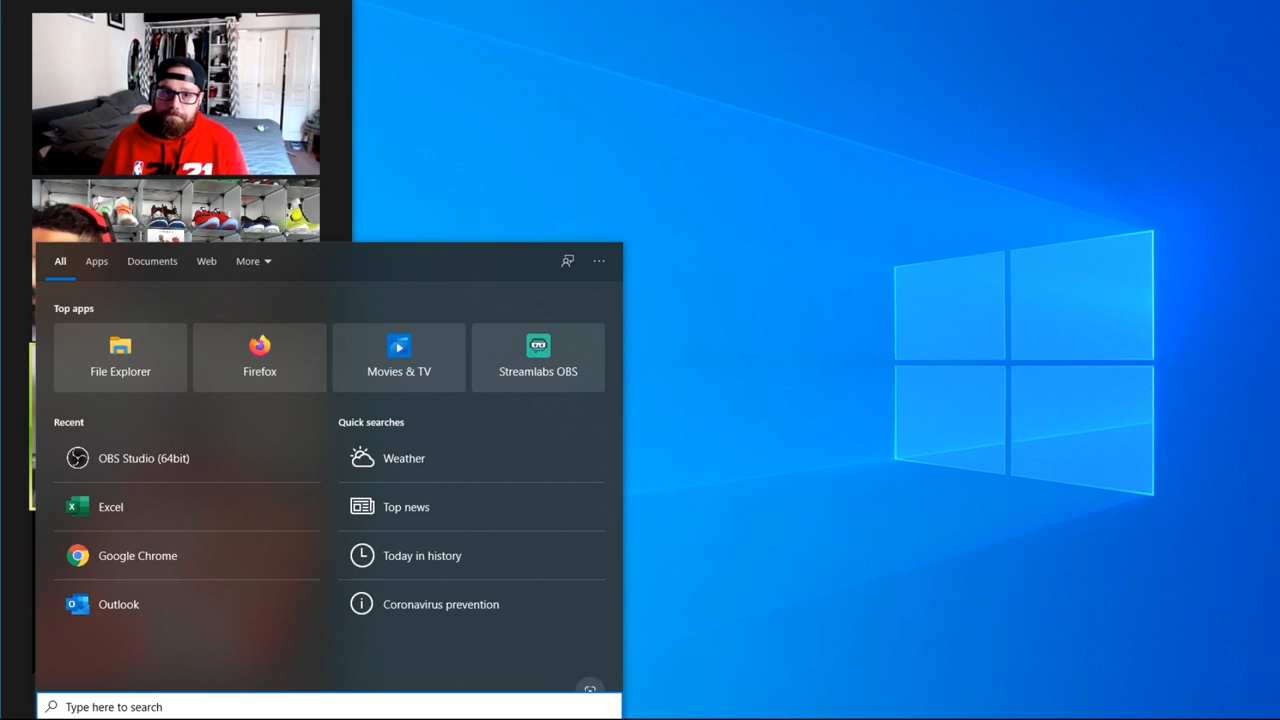 2K21
All
Apps
Documents
Web
More
Top apps
File Explorer
Firefox
Movies & TV
Streamlabs OBS
Recent
Quick searches
OBS Studio (64bit)
Weather
Excel
Top news
Google Chrome
Today in history
Outlook
Coronavirus prevention
Type here to search